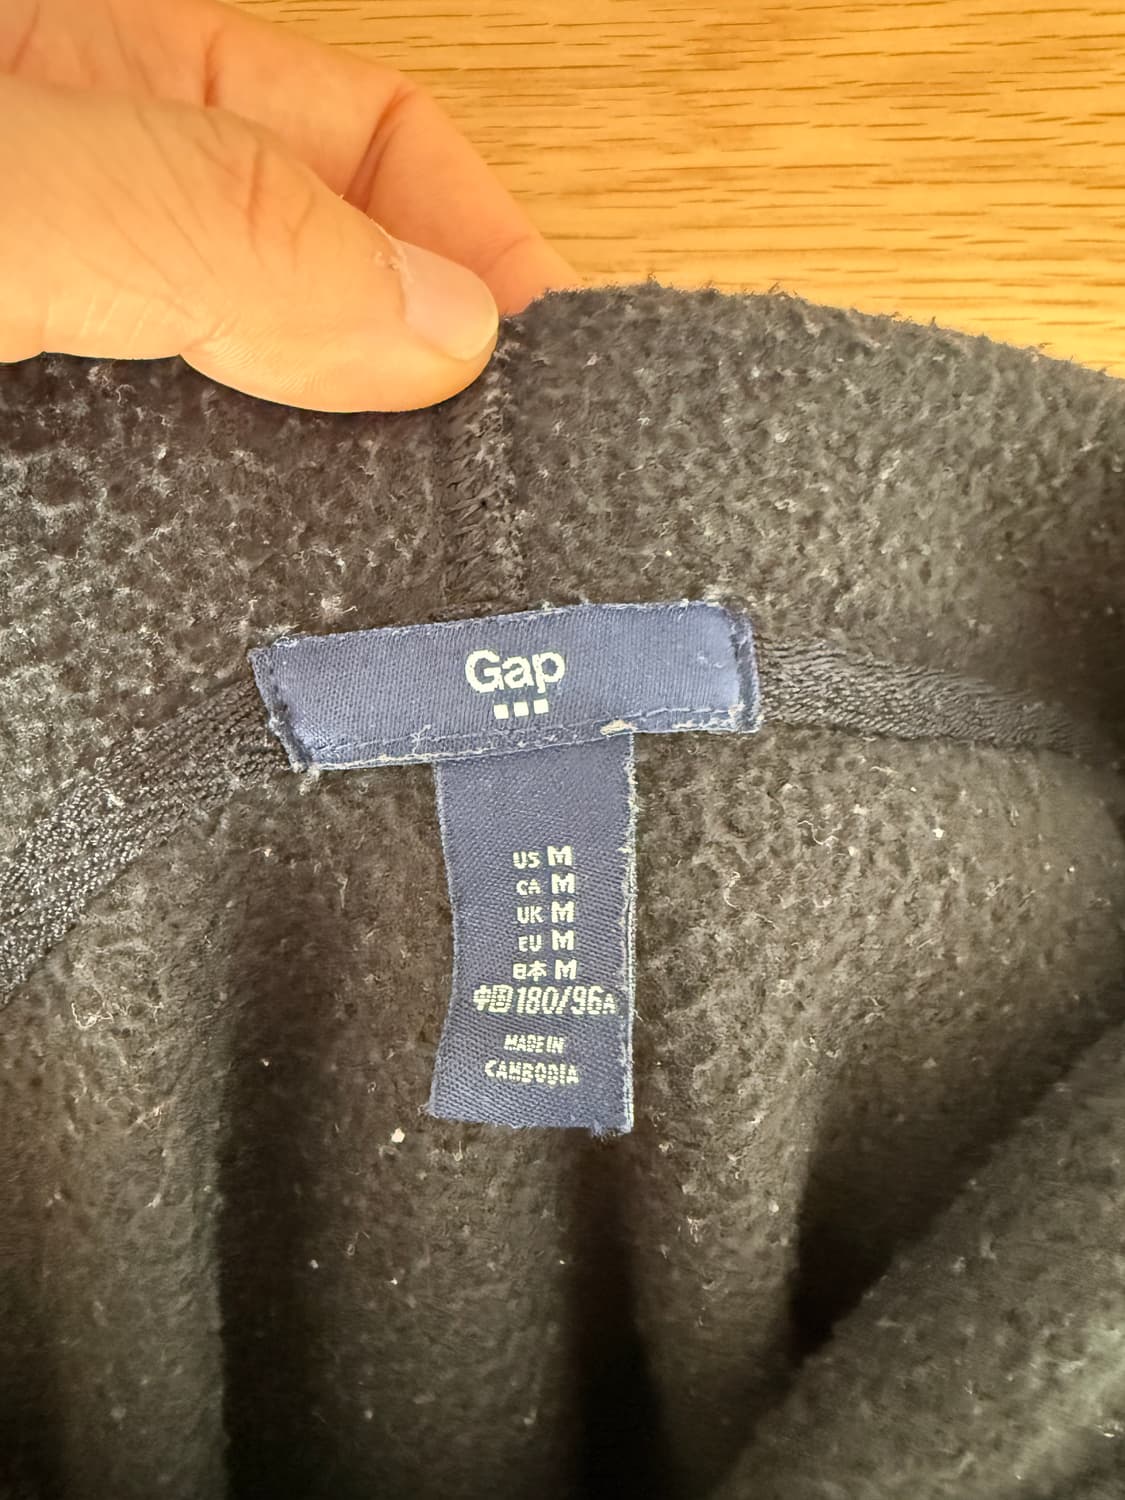 Gap
US M
CA M
UK M
EU M
日本 M
中国 180/96A
MADE IN
CAMBODIA